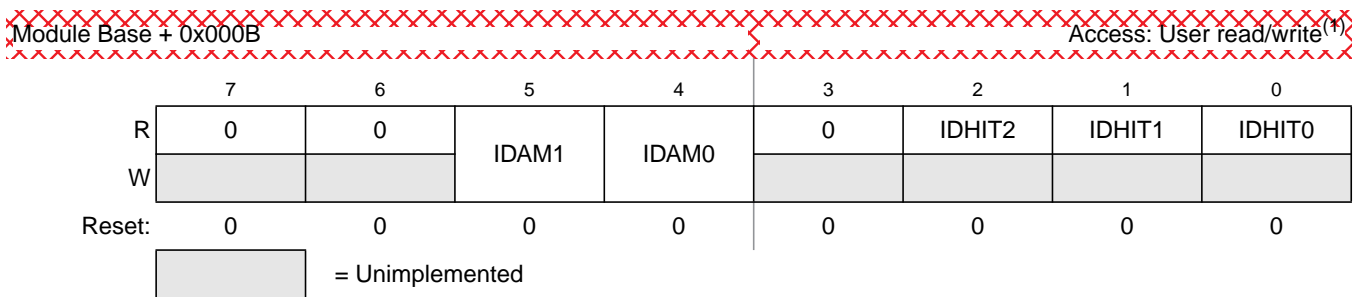 Module Base + 0x000B Access: User read/write(1)
7 6 5 4 3 2 1 0
R 0 0 IDAM1 IDAM0 0 IDHIT2 IDHIT1 IDHIT0
W
Reset: 0 0 0 0 0 0 0 0
= Unimplemented